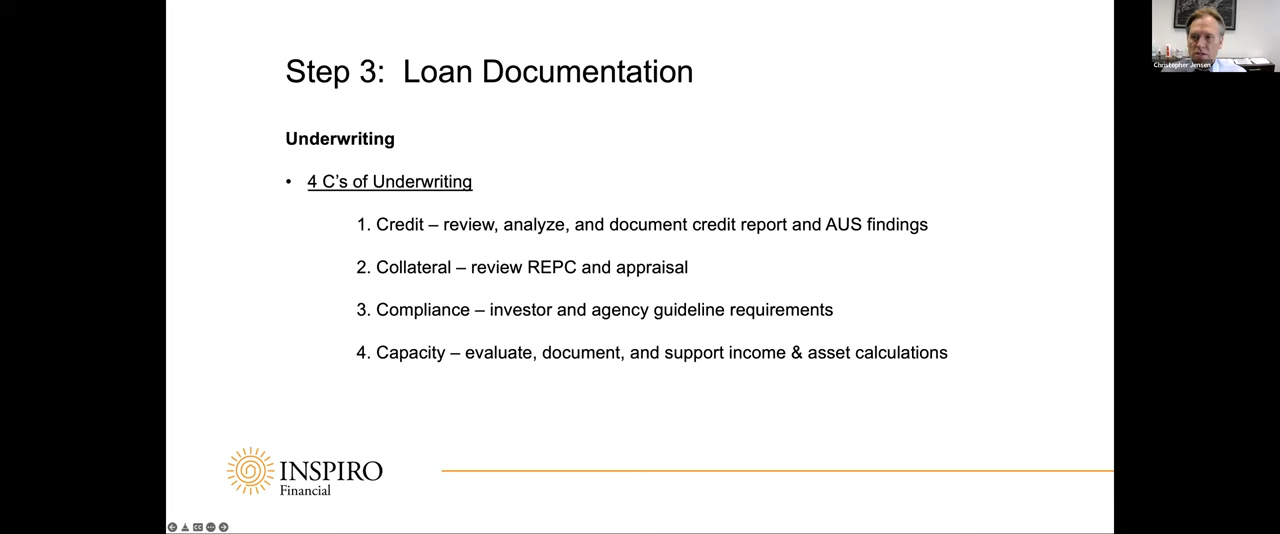 Step 3: Loan Documentation
Christopher Jensen
Underwriting
• 4 C's of Underwriting
1. Credit – review, analyze, and document credit report and AUS findings
2. Collateral – review REPC and appraisal
3. Compliance – investor and agency guideline requirements
4. Capacity – evaluate, document, and support income & asset calculations
INSPIRO
Financial